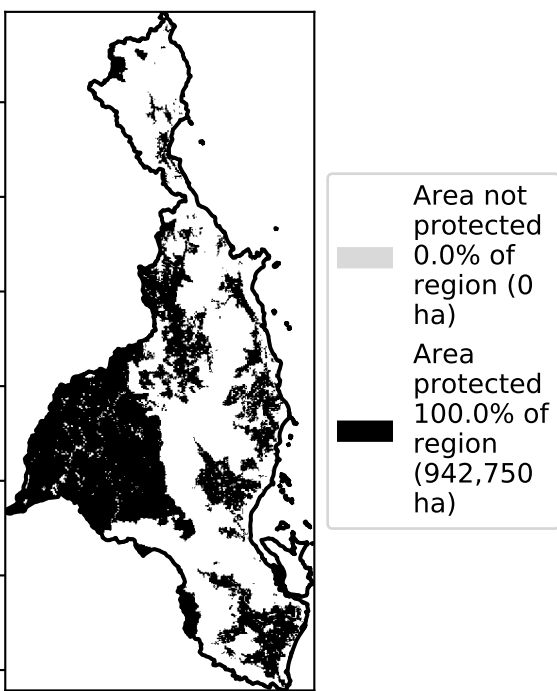 Area not
protected
0.0% of
region (0
ha)
Area
protected
100.0% of
region
(942,750
ha)